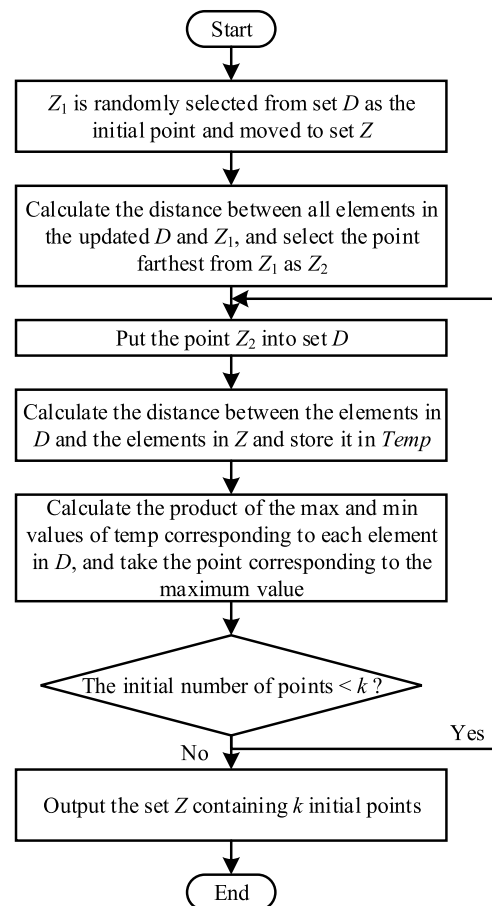 Start
Z₁ is randomly selected from set D as the
initial point and moved to set Z
Calculate the distance between all elements in
the updated D and Z₁, and select the point
farthest from Z₁ as Z₂
Put the point Z₂ into set D
Calculate the distance between the elements in
D and the elements in Z and store it in Temp
Calculate the product of the max and min
values of temp corresponding to each element
in D, and take the point corresponding to the
maximum value
The initial number of points < k ?
Yes
No
Output the set Z containing k initial points
End